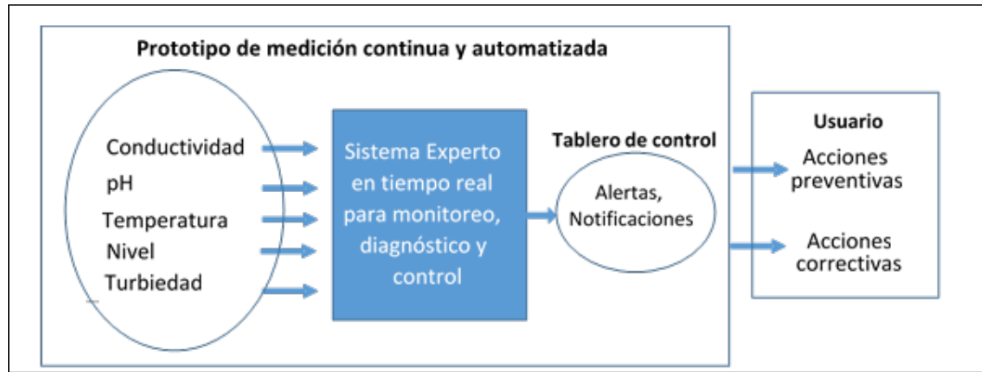 Prototipo de medición continua y automatizada
Conductividad
pH
Temperatura
Nivel
Turbiedad
Sistema Experto
en tiempo real
para monitoreo,
diagnóstico y
control
Tablero de control
Alertas,
Notificaciones
Usuario
Acciones
preventivas
Acciones
correctivas